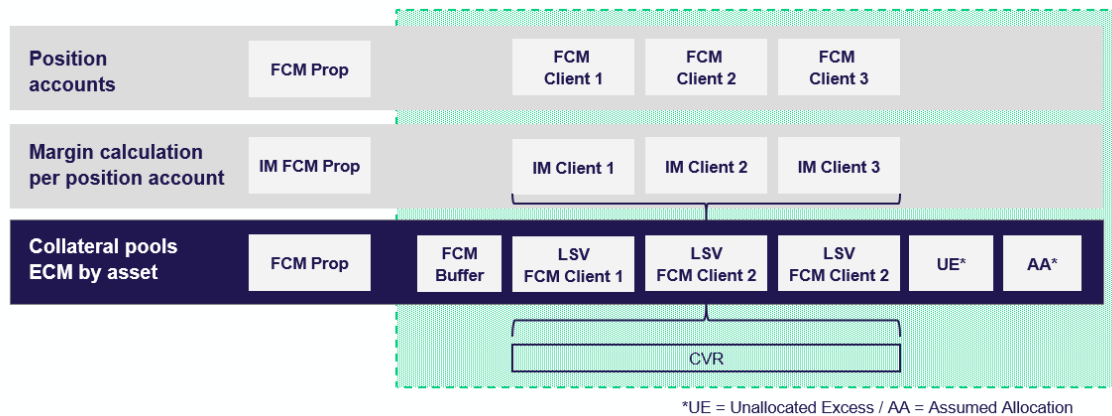 Position
accounts
FCM Prop
FCM
Client 1
FCM
Client 2
FCM
Client 3
Margin calculation
per position account
IM FCM Prop
IM Client 1
IM Client 2
IM Client 3
Collateral pools
ECM by asset
FCM Prop
FCM
Buffer
LSV
FCM Client 1
LSV
FCM Client 2
LSV
FCM Client 2
UE*
AA*
CVR
*UE = Unallocated Excess / AA = Assumed Allocation